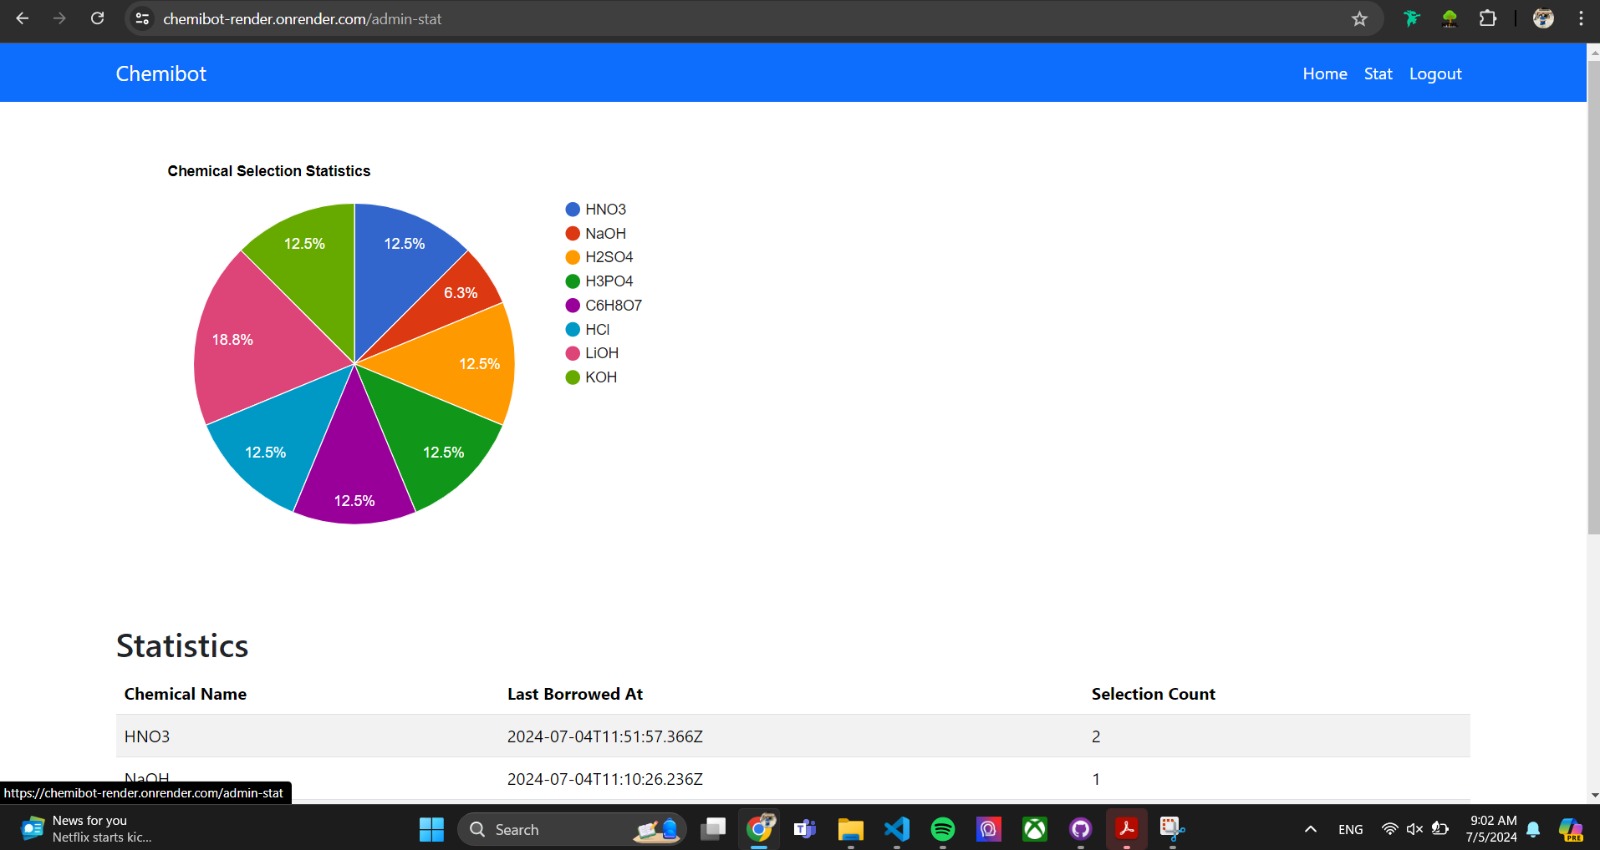 chemibot-render.onrender.com/admin-stat
Chemibot
Home Stat Logout
Chemical Selection Statistics
12.5% 12.5%
6.3%
18.8%
12.5%
12.5%
12.5%
12.5%
HNO3
NaOH
H2SO4
H3PO4
C6H8O7
HCl
LiOH
KOH
Statistics
Chemical Name Last Borrowed At Selection Count
HNO3 2024-07-04T11:51:57.366Z 2
NaOH 2024-07-04T11:10:26.236Z 1
https://chemibot-render.onrender.com/admin-stat
News for you
Netflix starts kic...
Search
ENG
9:02 AM
7/5/2024
PRE